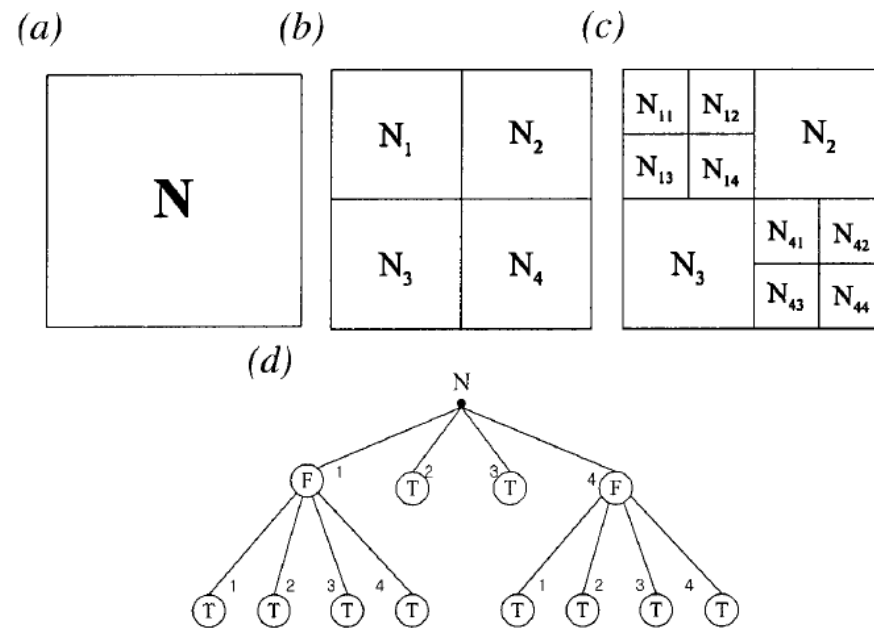 (a) (b) (c)
N
N₁ N₂
N₃ N₄
N₁₁ N₁₂
N₁₃ N₁₄
N₂
N₃
N₄₁ N₄₂
N₄₃ N₄₄
(d)
N
1 2 3 4
F T T F
1 2 3 4 1 2 3 4
T T T T T T T T